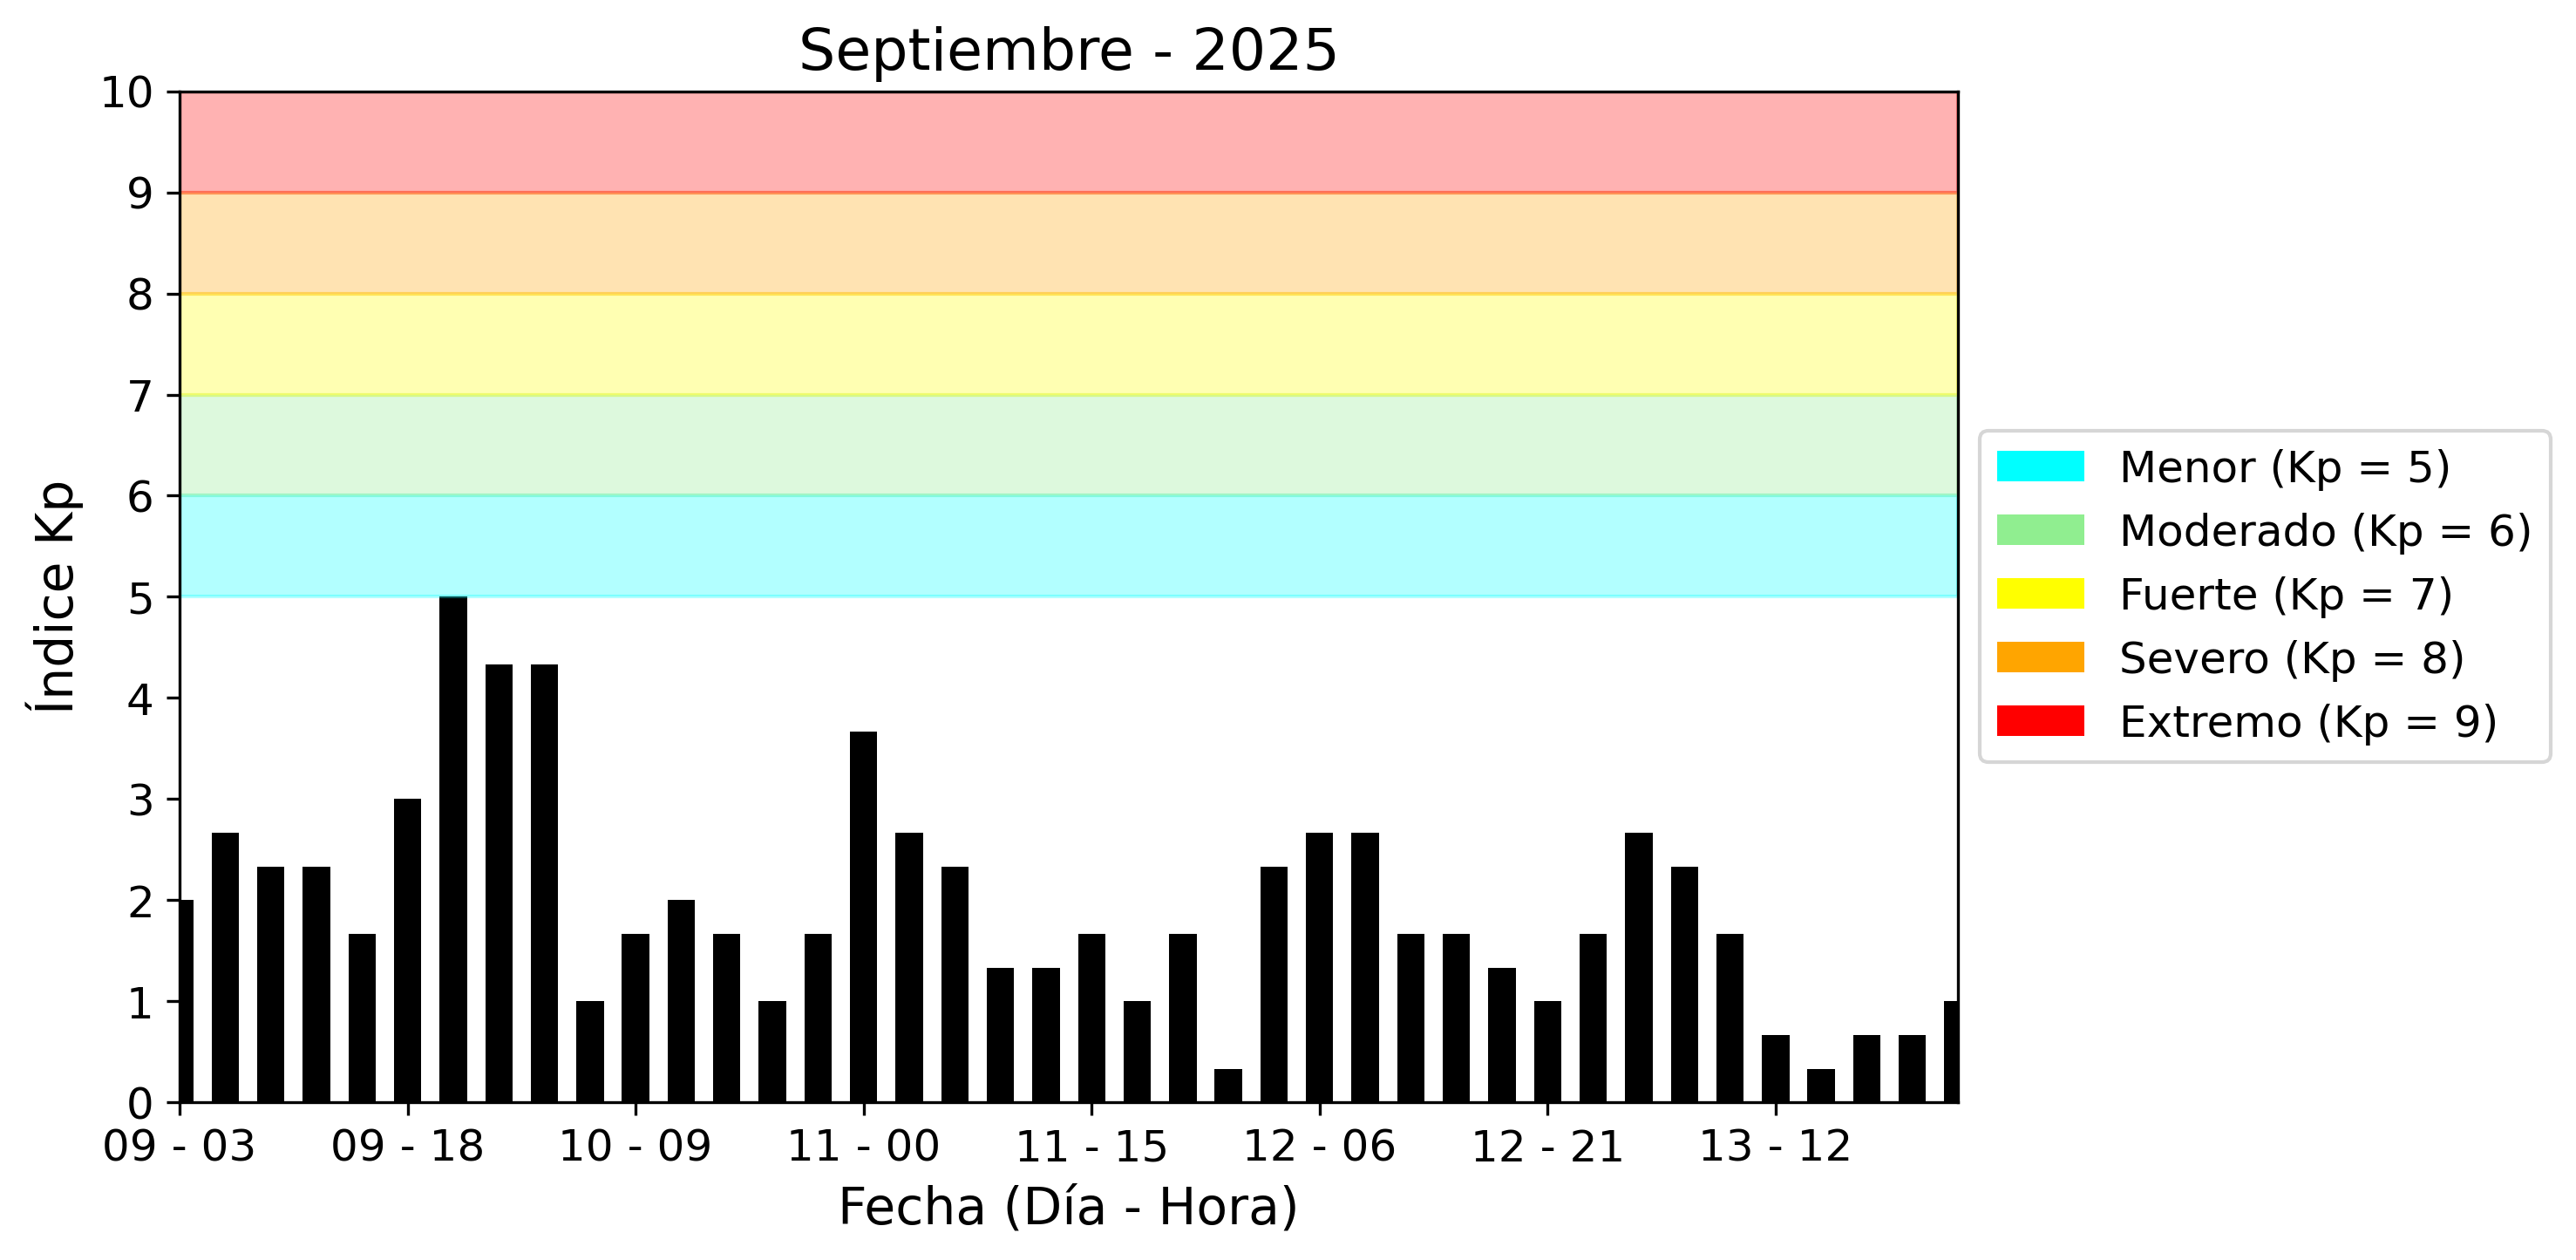 Septiembre - 2025
10
9
8
7
6
5
4
3
2
1
0
Índice Kp
09 - 03
09 - 18
10 - 09
11 - 00
11 - 15
12 - 06
12 - 21
13 - 12
Fecha (Día - Hora)
Menor (Kp = 5)
Moderado (Kp = 6)
Fuerte (Kp = 7)
Severo (Kp = 8)
Extremo (Kp = 9)